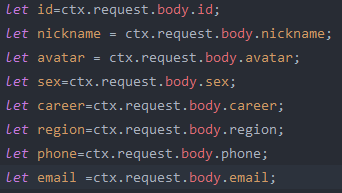 let id=ctx.request.body.id;
let nickname = ctx.request.body.nickname;
let avatar = ctx.request.body.avatar;
let sex=ctx.request.body.sex;
let career=ctx.request.body.career;
let region=ctx.request.body.region;
let phone=ctx.request.body.phone;
let email =ctx.request.body.email;